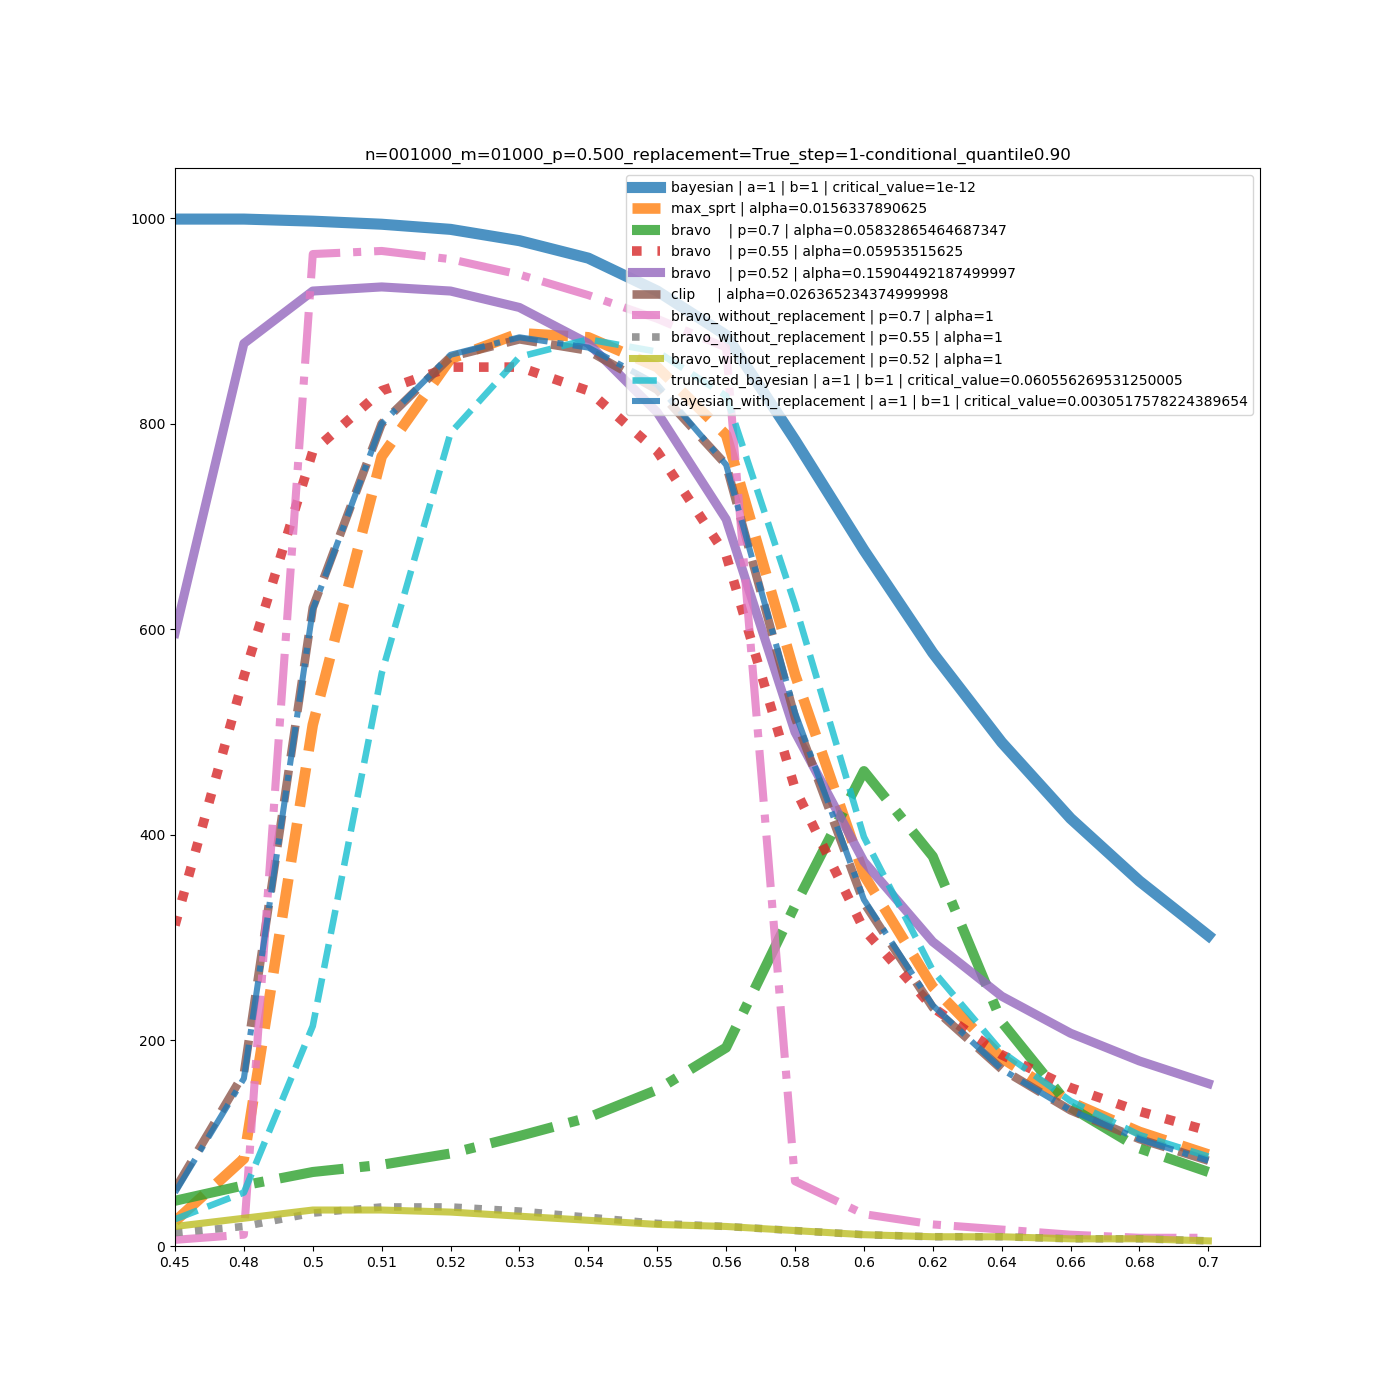 n=001000_m=01000_p=0.500_replacement=True_step=1-conditional_quantile0.90
bayesian | a=1 | b=1 | critical_value=1e-12
max_sprt | alpha=0.0156337890625
bravo | p=0.7 | alpha=0.05832865464687347
bravo | p=0.55 | alpha=0.05953515625
bravo | p=0.52 | alpha=0.15904492187499997
clip | alpha=0.026365234374999998
bravo_without_replacement | p=0.7 | alpha=1
bravo_without_replacement | p=0.55 | alpha=1
bravo_without_replacement | p=0.52 | alpha=1
truncated_bayesian | a=1 | b=1 | critical_value=0.060556269531250005
bayesian_with_replacement | a=1 | b=1 | critical_value=0.0030517578224389654
1000
800
600
400
200
0
0.45 0.48 0.5 0.51 0.52 0.53 0.54 0.55 0.56 0.58 0.6 0.62 0.64 0.66 0.68 0.7